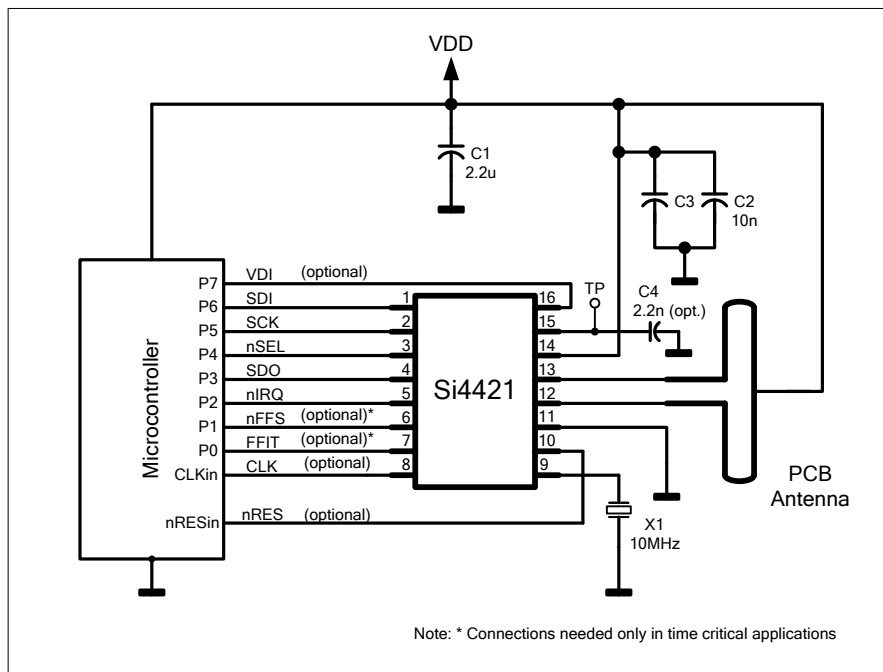 VDD
C1
2.2u
C3
C2
10n
P7 VDI (optional) 16
P6 SDI 1
TP
C4
2.2n (opt.)
P5 SCK 2 15
P4 nSEL 3 14
P3 SDO 4 13
Si4421
P2 nIRQ 5 12
P1 nFFS (optional)* 6 11
P0 FFIT (optional)* 7 10
CLKin CLK (optional) 8 9
Microcontroller
nRESin nRES (optional)
X1
10MHz
PCB
Antenna
Note: * Connections needed only in time critical applications